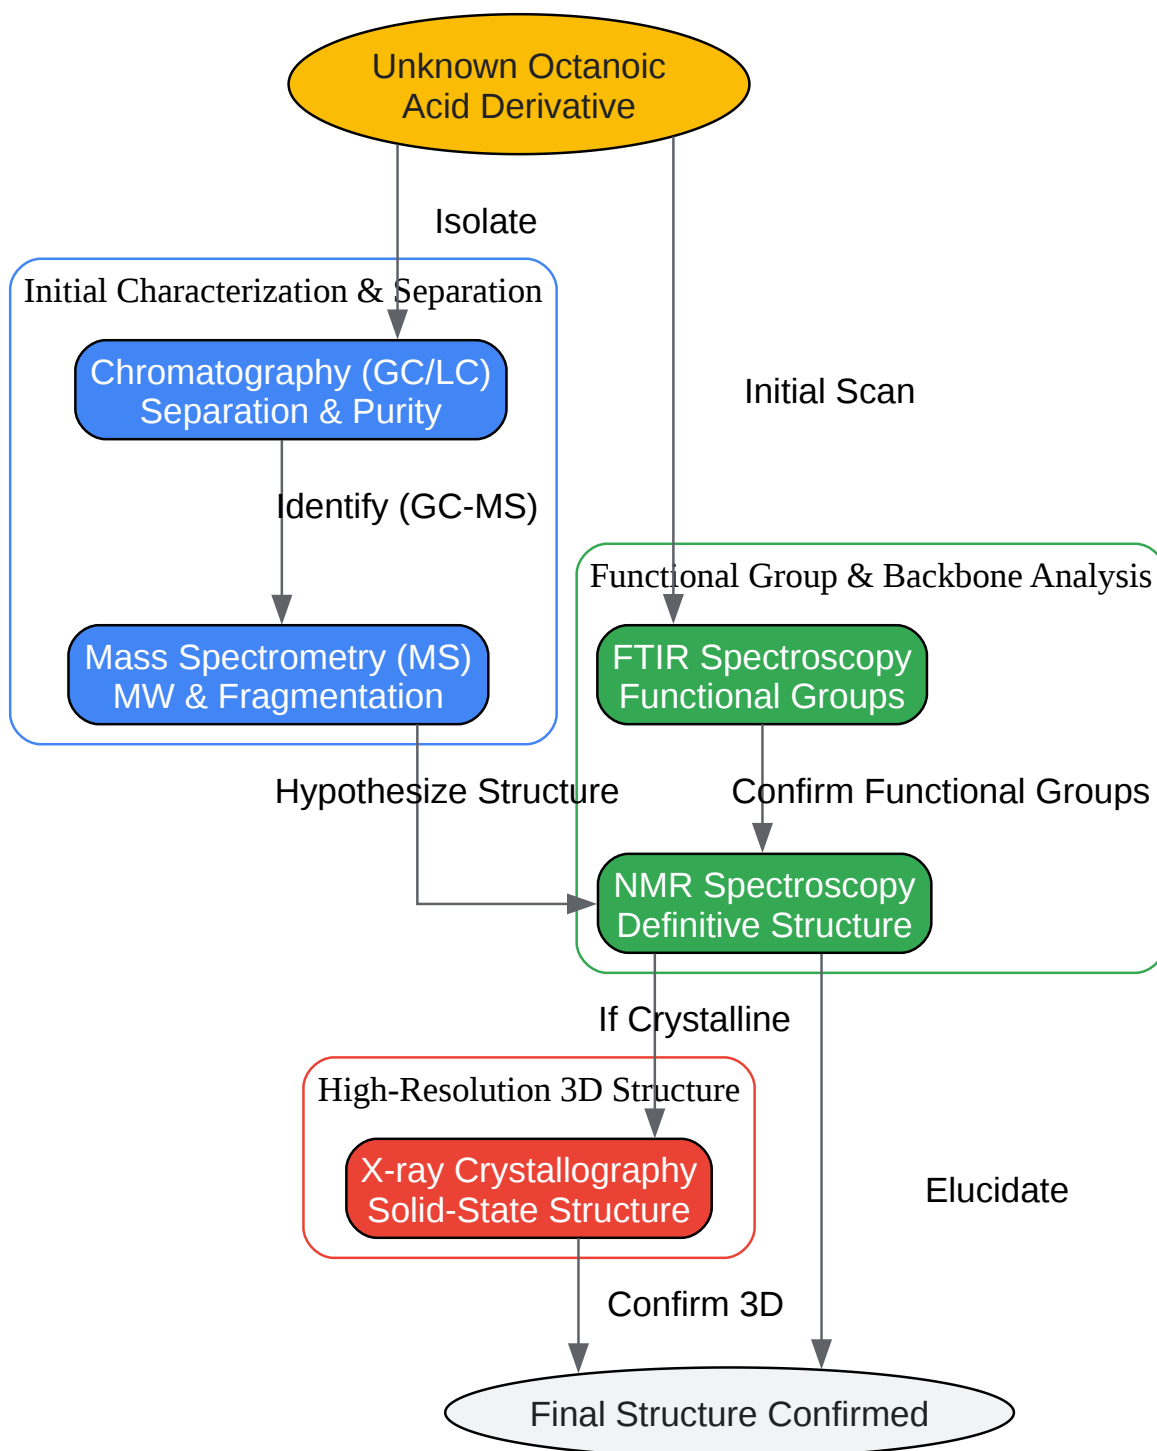 Unknown Octanoic
Acid Derivative
Isolate
Initial Characterization & Separation
Chromatography (GC/LC)
Separation & Purity
Initial Scan
Identify (GC-MS)
Functional Group & Backbone Analysis
Mass Spectrometry (MS)
MW & Fragmentation
FTIR Spectroscopy
Functional Groups
Hypothesize Structure
Confirm Functional Groups
NMR Spectroscopy
Definitive Structure
If Crystalline
High-Resolution 3D Structure
X-ray Crystallography
Solid-State Structure
Elucidate
Confirm 3D
Final Structure Confirmed